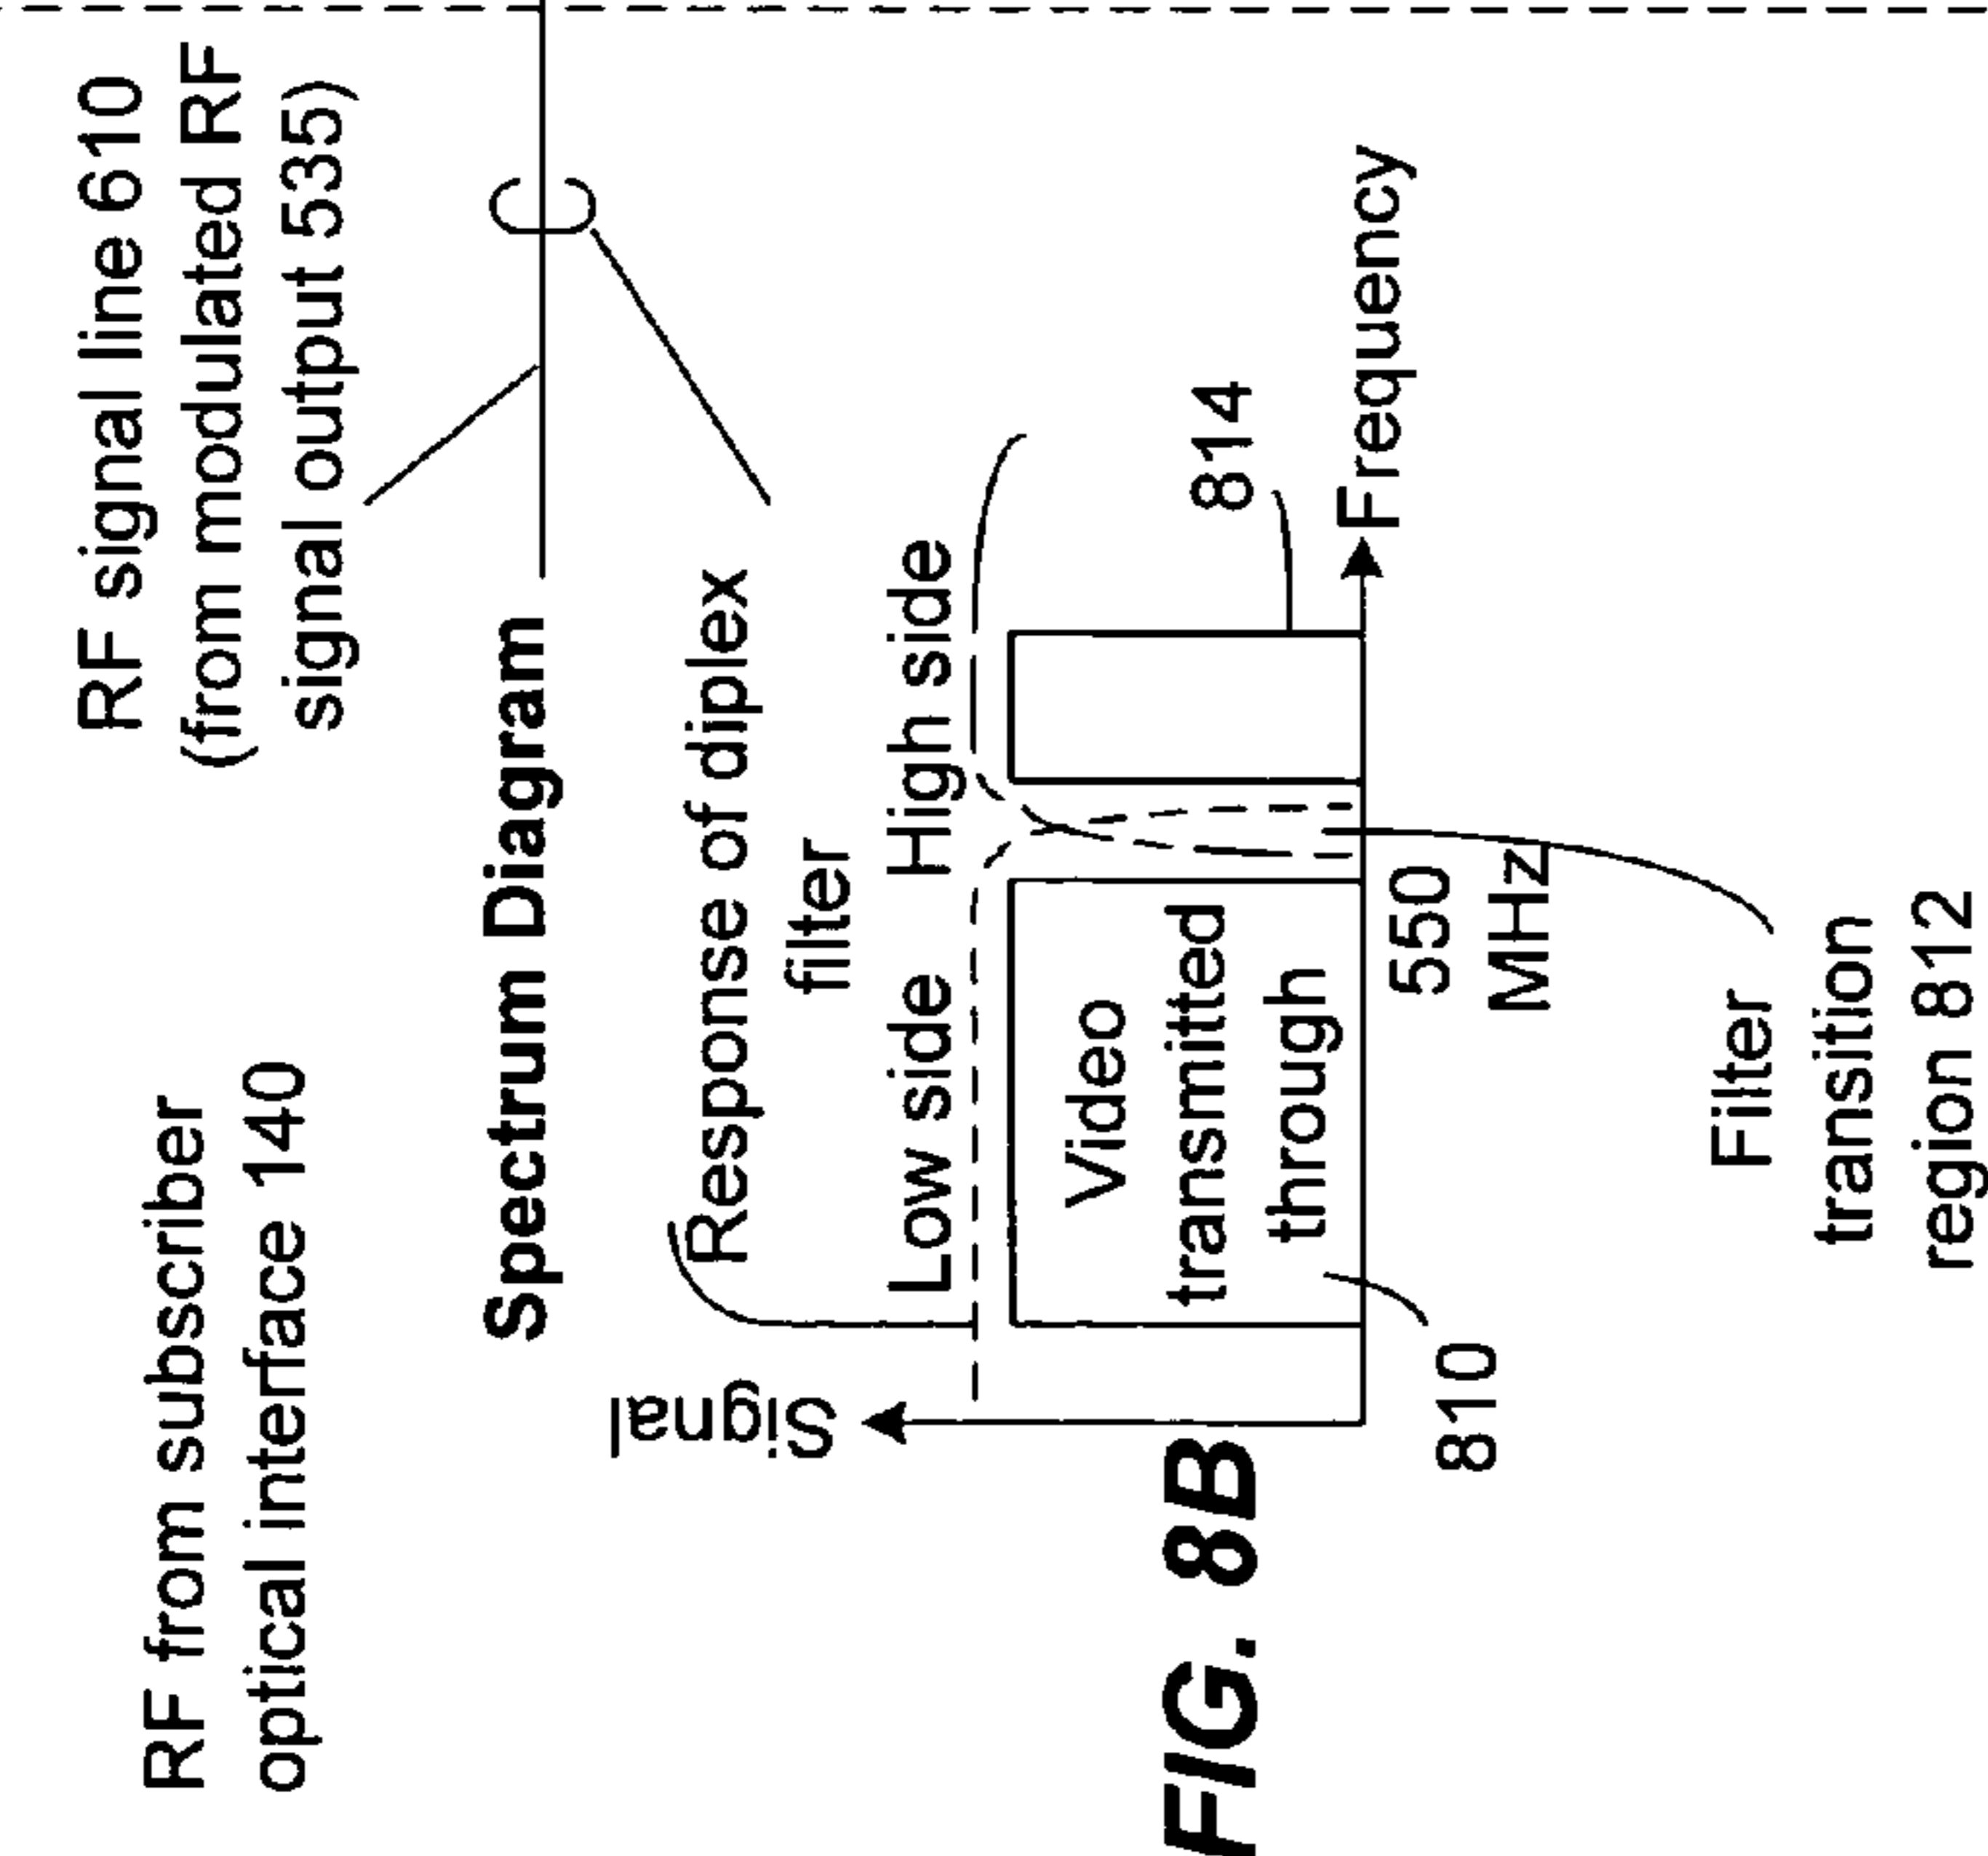 RF signal line 610
(from modulated RF
signal output 535)
RF from subscriber
optical interface 140
Spectrum Diagram
Response of diplex
filter
Low side
High side
Signal
Video
transmitted
through
814
Frequency
550
MHz
810
Filter
transition
region 812
FIG. 8B